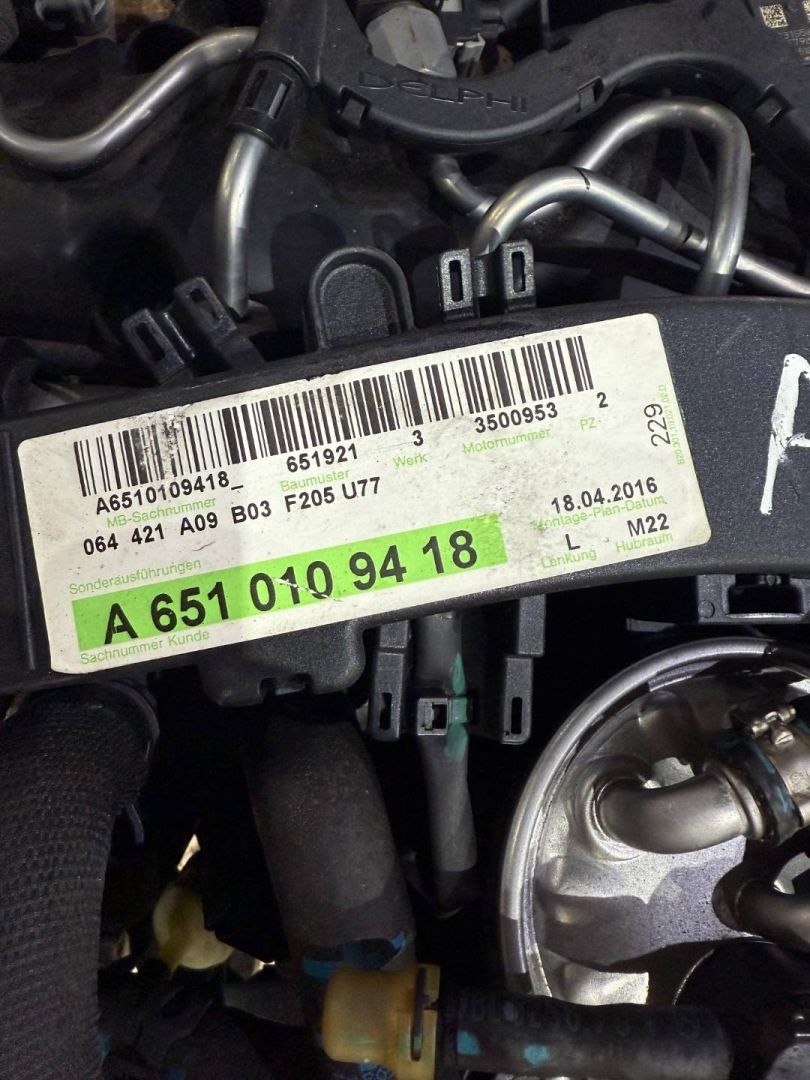 DELPHI
A6510109418_ 651921 3 3500953 2
MB-Sachnummer Baumuster Werk Motornummer PZ
229
064 421 A09 B03 F205 U77
18.04.2016
Montage-Plan-Datum
L M22
Lenkung Hubraum
Sonderausführungen
A 651 010 94 18
Sachnummer Kunde